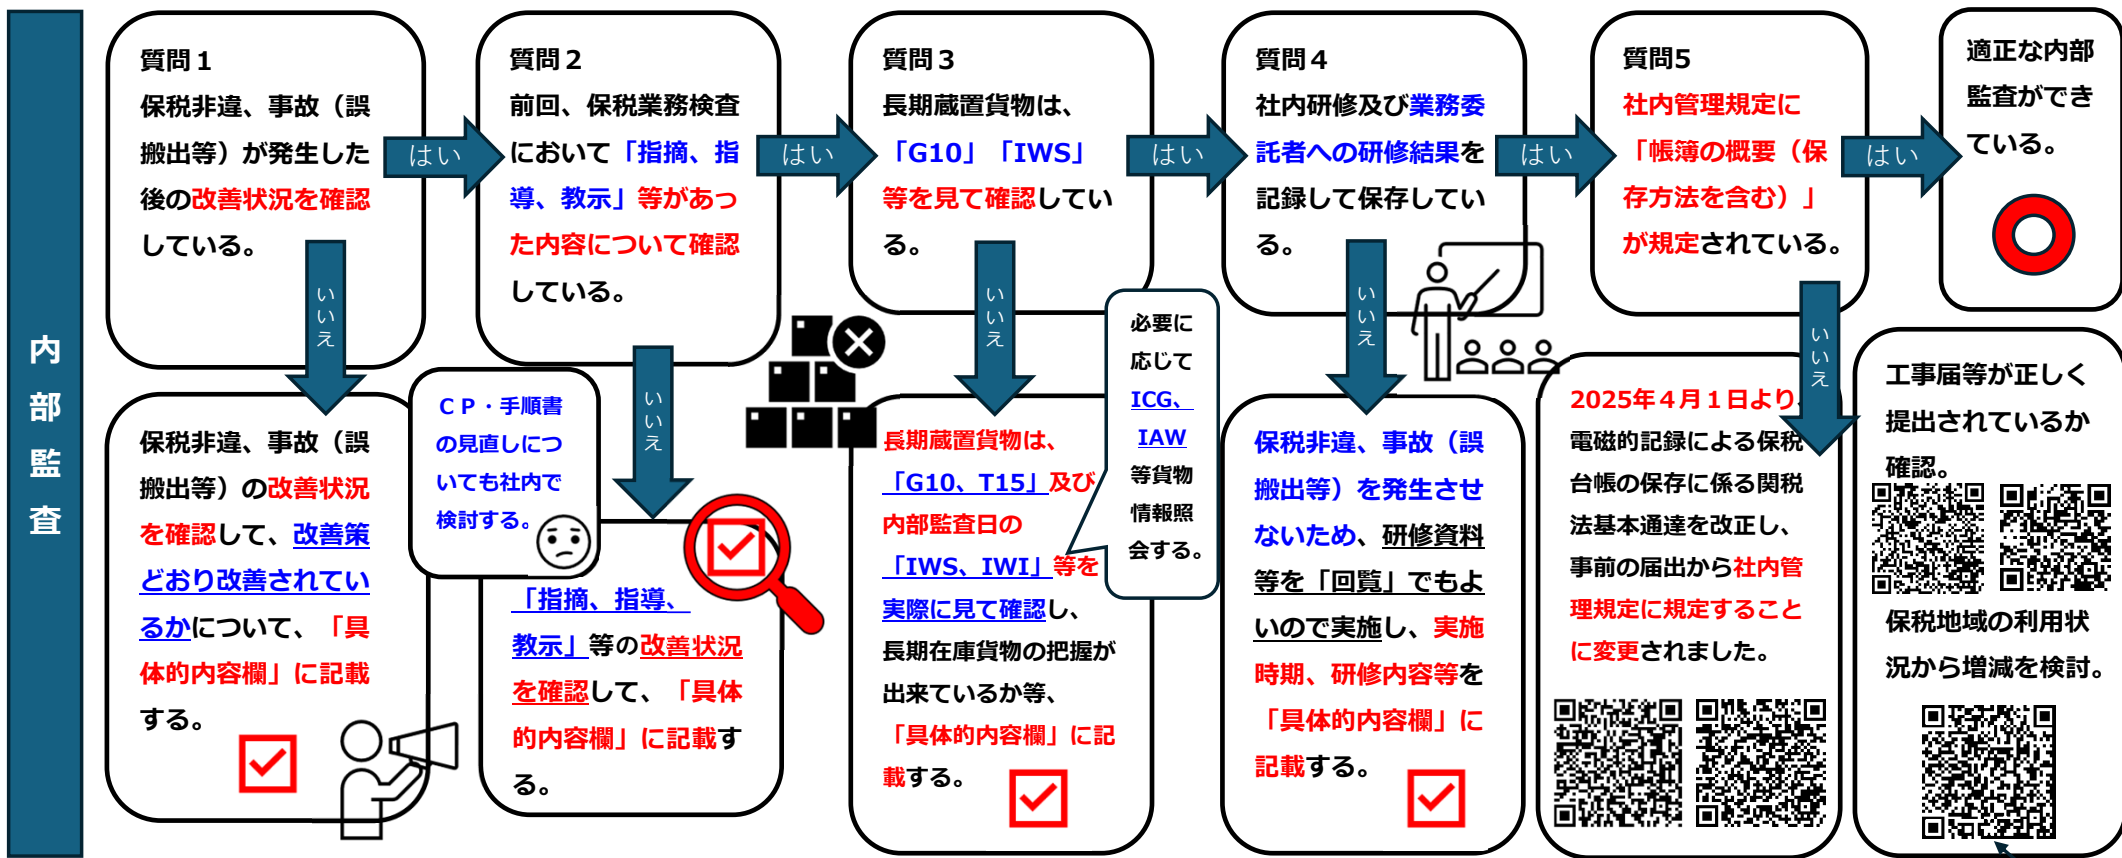 内部監査
質問１
保税非違、事故（誤
搬出等）が発生した
後の改善状況を確認
している。
はい
質問２
前回、保税業務検査
において「指摘、指
導、教示」等があっ
た内容について確認
している。
はい
質問３
長期蔵置貨物は、
「G10」「IWS」
等を見て確認してい
る。
はい
質問４
社内研修及び業務委
託者への研修結果を
記録して保存してい
る。
はい
質問5
社内管理規定に
「帳簿の概要（保
存方法を含む）」
が規定されている。
はい
適正な内部
監査ができ
ている。
いいえ
いいえ
いいえ
いいえ
いいえ
保税非違、事故（誤
搬出等）の改善状況
を確認して、改善策
どおり改善されてい
るかについて、「具
体的内容欄」に記載
する。
ＣＰ・手順書
の見直しにつ
いても社内で
検討する。
「指摘、指導、
教示」等の改善状況
を確認して、「具体
的内容欄」に記載す
る。
長期蔵置貨物は、
「G10、T15」及び
内部監査日の
「IWS、IWI」等を
実際に見て確認し、
長期在庫貨物の把握が
出来ているか等、
「具体的内容欄」に記
載する。
必要に
応じて
ICG、
IAW
等貨物
情報照
会する。
保税非違、事故（誤
搬出等）を発生させ
ないため、研修資料
等を「回覧」でもよ
いので実施し、実施
時期、研修内容等を
「具体的内容欄」に
記載する。
2025年４月１日より、
電磁的記録による保税
台帳の保存に係る関税
法基本通達を改正し、
事前の届出から社内管
理規定に規定すること
に変更されました。
工事届等が正しく
提出されているか
確認。
保税地域の利用状
況から増減を検討。